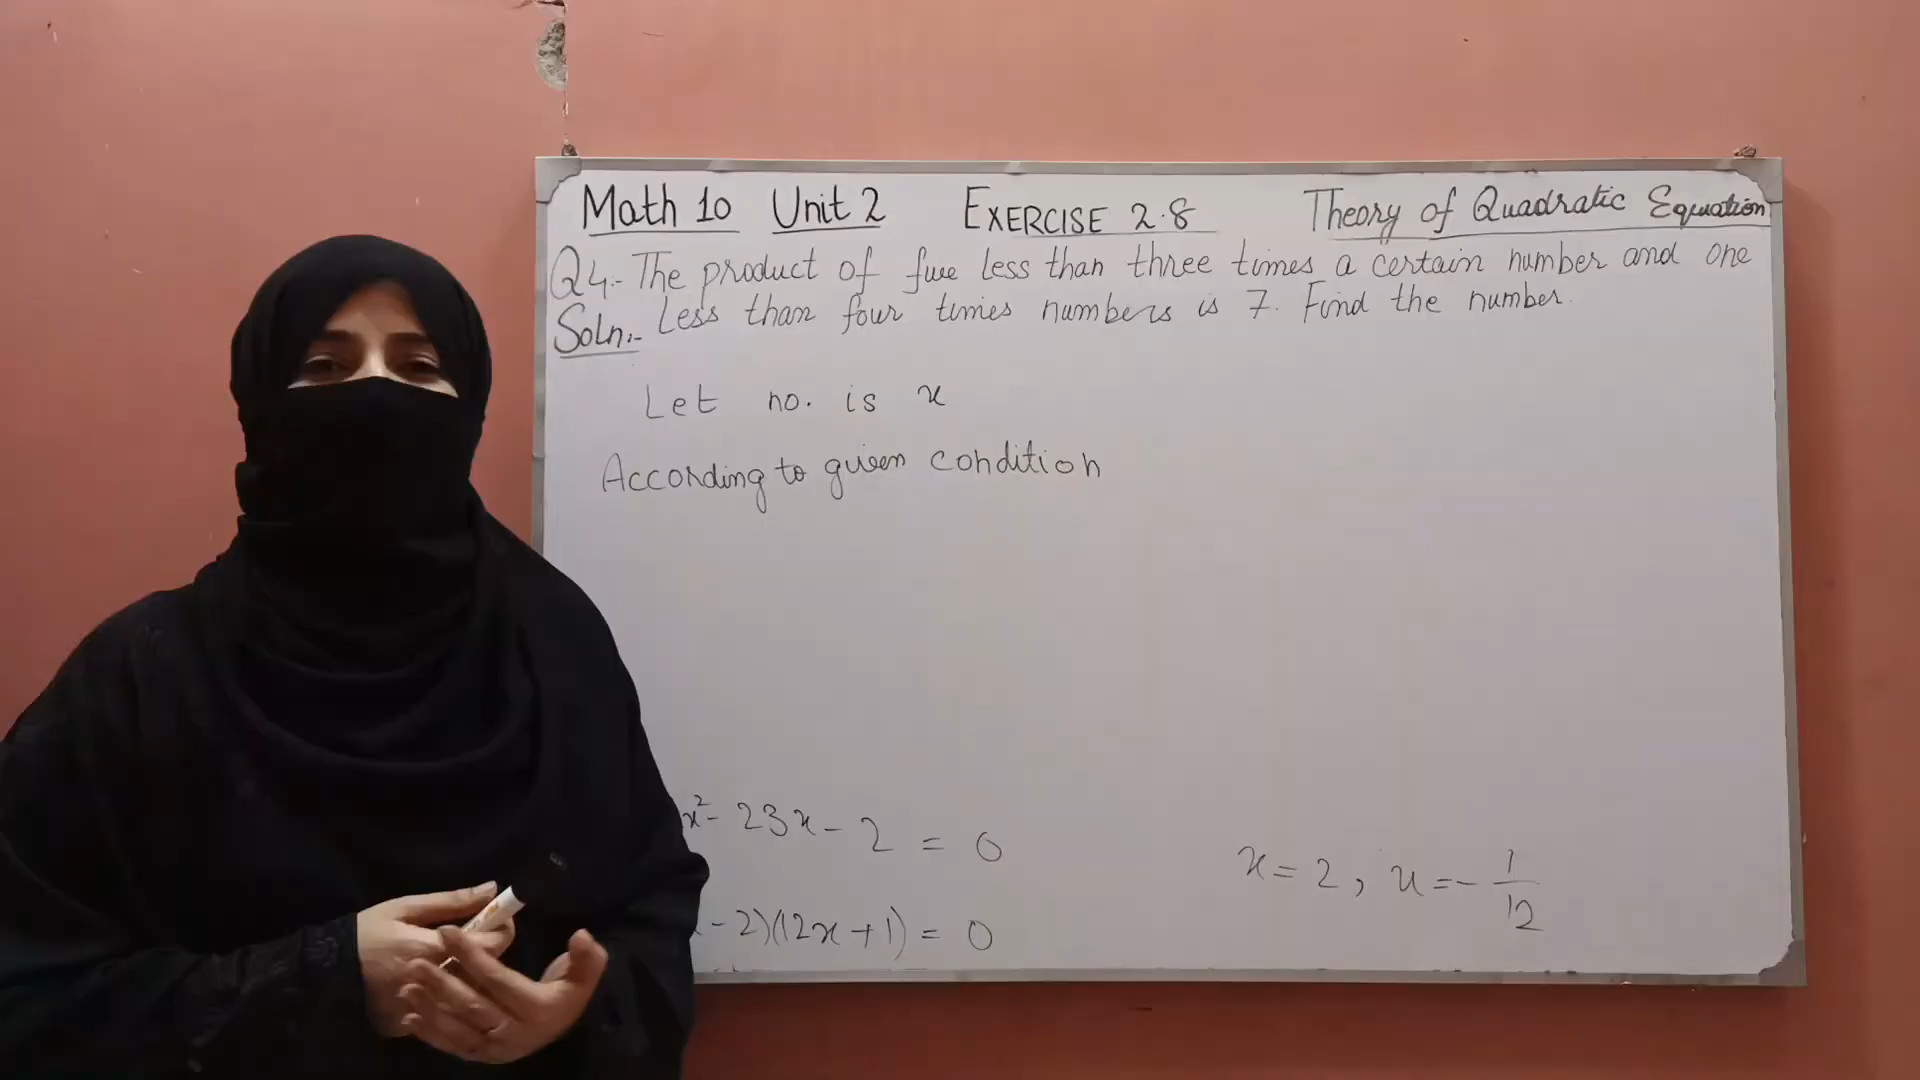 Math 10 Unit 2 EXERCISE 2.8 Theory of Quadratic Equation
Q4:- The product of five less than three times a certain number and one
Soln:- Less than four times numbers is 7. Find the number.
Let no. is x
According to given condition
x² - 23x - 2 = 0
- 2)(12x + 1) = 0
x = 2, x = - 1/12